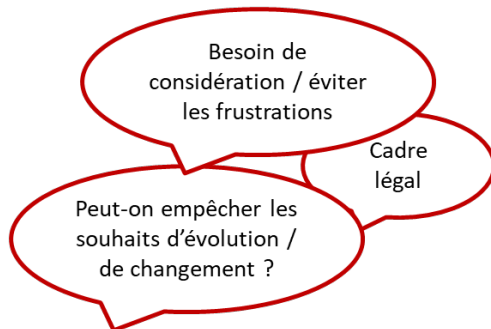 Besoin de
considération / éviter
les frustrations
Cadre
légal
Peut-on empêcher les
souhaits d’évolution /
de changement ?